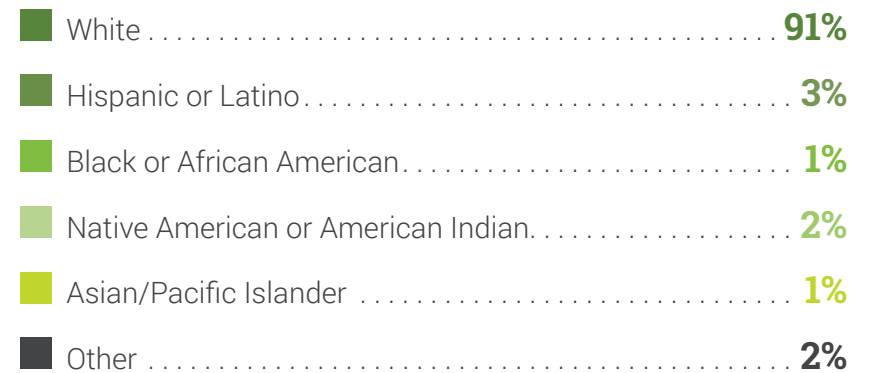 White . . . . . . . . . . . . . . . . . . . . . . . . . . . . . . . . . . . . . . . . . . . . . 91%
Hispanic or Latino . . . . . . . . . . . . . . . . . . . . . . . . . . . . . . . . . . . 3%
Black or African American . . . . . . . . . . . . . . . . . . . . . . . . . . . . 1%
Native American or American Indian. . . . . . . . . . . . . . . . . . . 2%
Asian/Pacific Islander . . . . . . . . . . . . . . . . . . . . . . . . . . . . . . . 1%
Other . . . . . . . . . . . . . . . . . . . . . . . . . . . . . . . . . . . . . . . . . . . . . . 2%